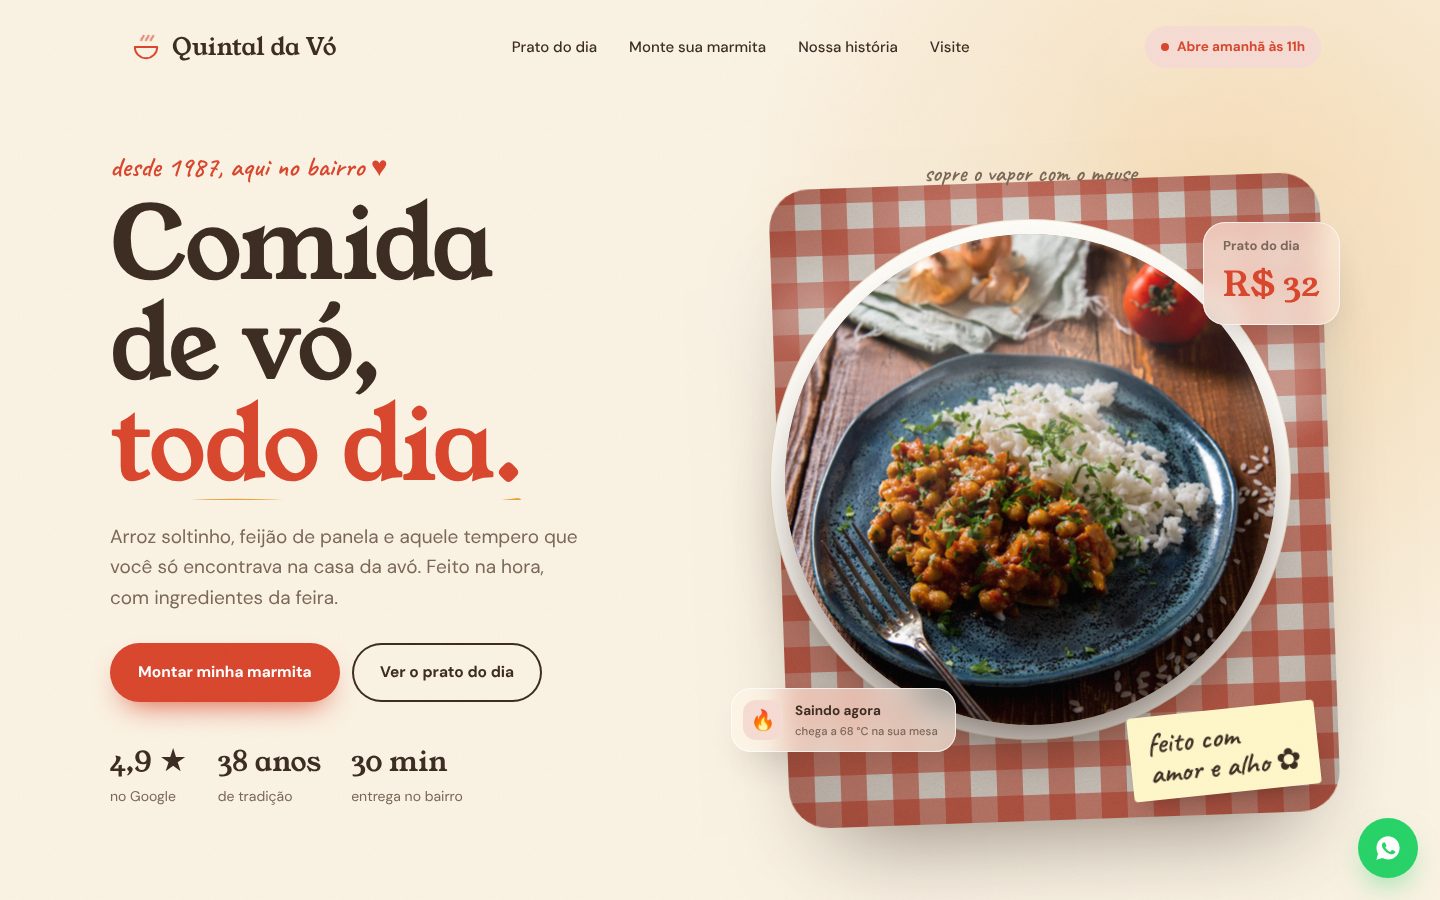 Quintal da Vó
Prato do dia
Monte sua marmita
Nossa história
Visite
Abre amanhã às 11h
desde 1987, aqui no bairro ♥
Comida
de vó,
todo dia.
Arroz soltinho, feijão de panela e aquele tempero que
você só encontrava na casa da avó. Feito na hora,
com ingredientes da feira.
Montar minha marmita
Ver o prato do dia
4,9 ★
no Google
38 anos
de tradição
30 min
entrega no bairro
sopre o vapor com o mouse
Prato do dia
R$ 32
Saindo agora
chega a 68 °C na sua mesa
feito com
amor e alho ✿